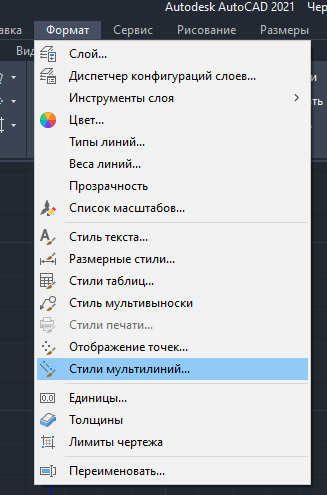 Autodesk AutoCAD 2021 Чер
авка Формат Сервис Рисование Размеры
Ви
Слой...
Диспетчер конфигураций слоев...
Инструменты слоя
Цвет...
Типы линий...
Веса линий...
Прозрачность
Список масштабов...
Стиль текста...
Размерные стили...
Стили таблиц...
Стиль мультивыноски
Стили печати...
Отображение точек...
Стили мультилиний...
0.0 Единицы...
Толщины
Лимиты чертежа
Переименовать...